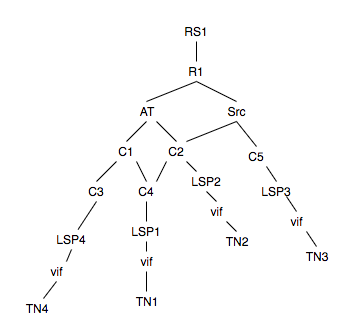 RS1
R1
AT Src
C1 C2 C5
C3 C4 LSP2 LSP3
LSP4 LSP1 vif vif
vif vif TN2 TN3
TN4 TN1